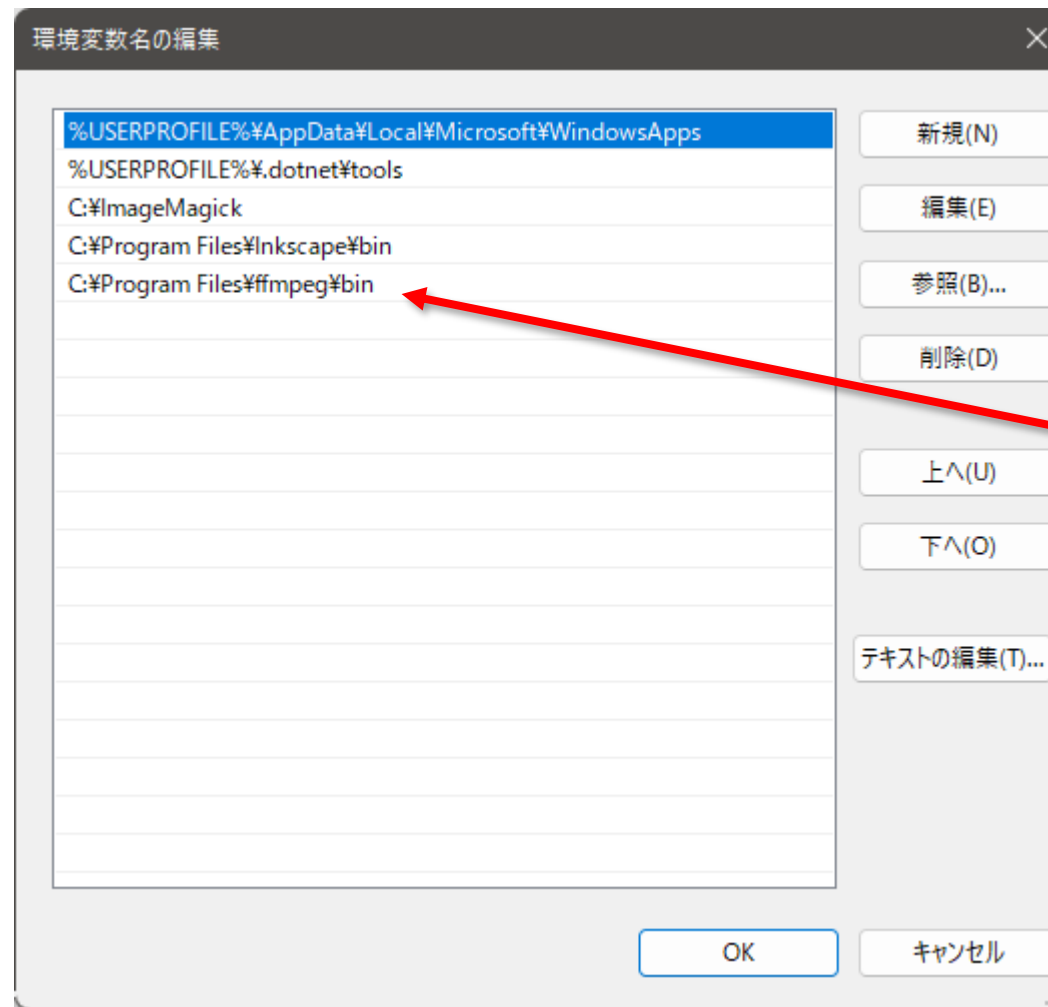 環境変数名の編集
%USERPROFILE%¥AppData¥Local¥Microsoft¥WindowsApps
%USERPROFILE%¥.dotnet¥tools
C:¥ImageMagick
C:¥Program Files¥Inkscape¥bin
C:¥Program Files¥ffmpeg¥bin
新規(N)
編集(E)
参照(B)...
削除(D)
上へ(U)
下へ(O)
テキストの編集(T)...
OK
キャンセル